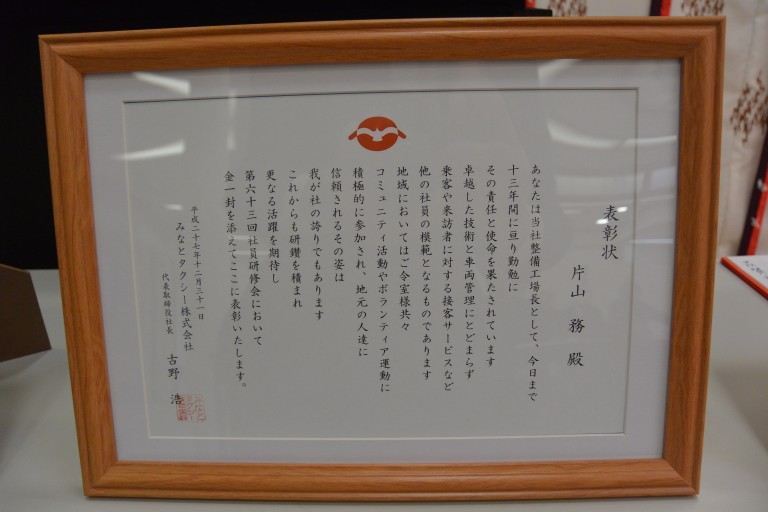 表彰状
片山 務 殿
あなたは当社整備工場長として、今日まで
十三年間に亘り勤勉に
その責任と使命を果たされています
卓越した技術と車両管理にとどまらず
乗客や来訪者に対する接客サービスなど
他の社員の模範となるものであります
地域においてはご令室様共々
コミュニティ活動やボランティア運動に
積極的に参加され、地元の人達に
信頼されるその姿は
我が社の誇りでもあります
これからも研鑽を積まれ
更なる活躍を期待し
第六十三回社員研修会において
金一封を添えてここに表彰いたします。
平成二十七年十二月三十一日
みなとタクシー株式会社
代表取締役社長 古野 浩